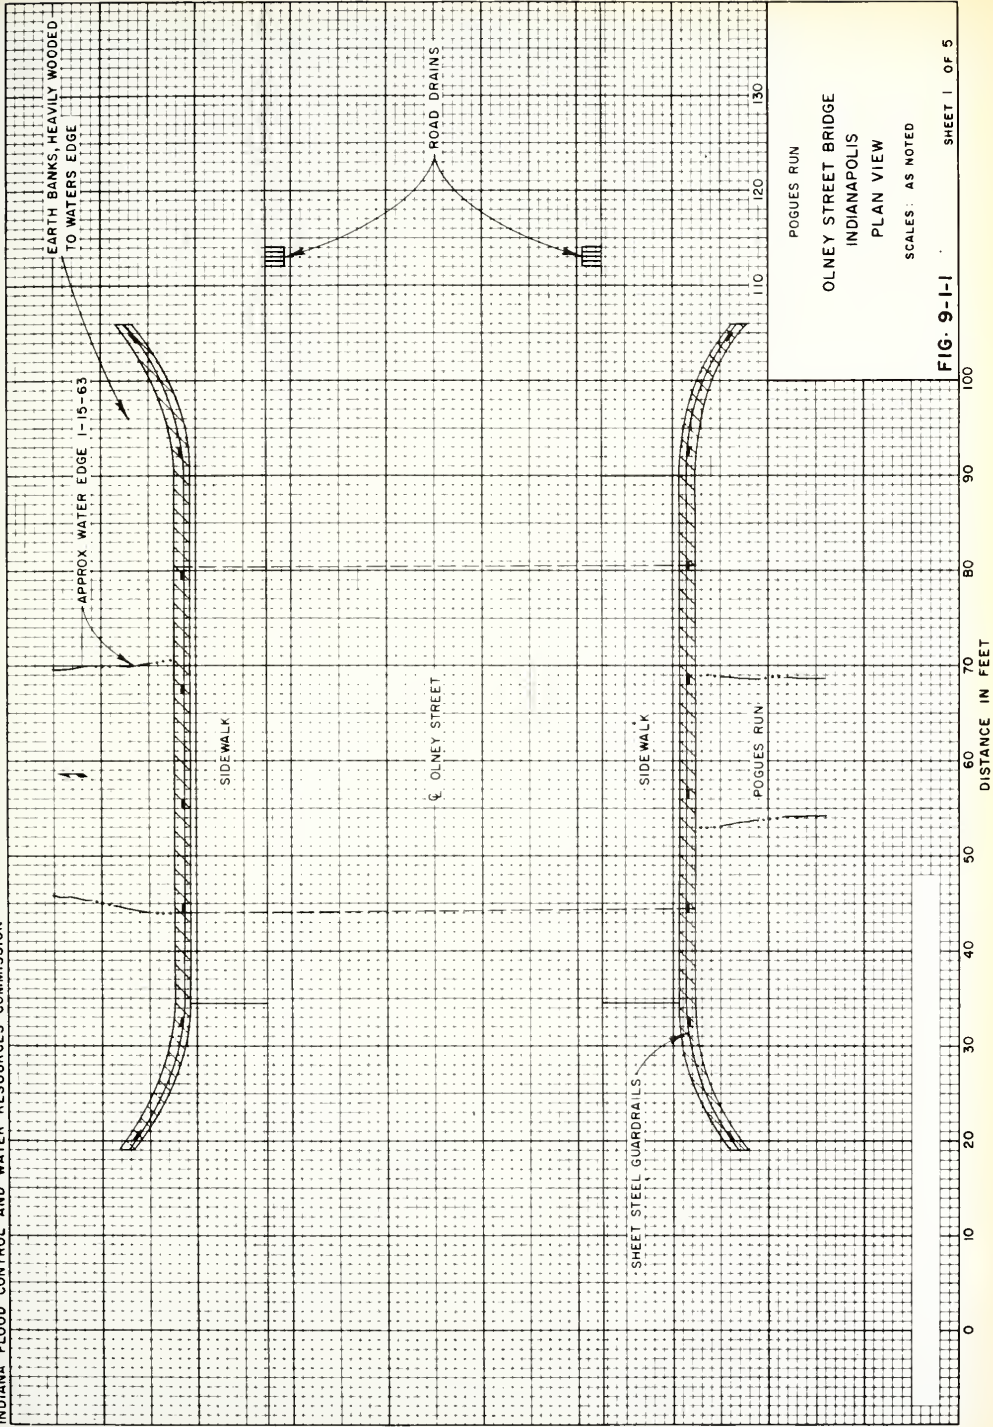 INDIANA FLOOD CONTROL AND WATER RESOURCES COMMISSION
EARTH BANKS, HEAVILY WOODED
TO WATERS EDGE
APPROX WATER EDGE 1-15-63
ROAD DRAINS
SIDEWALK
℄ OLNEY STREET
SIDEWALK
POGUES RUN
SHEET STEEL GUARDRAILS
0 10 20 30 40 50 60 70 80 90 100 110 120 130
DISTANCE IN FEET
POGUES RUN
OLNEY STREET BRIDGE
INDIANAPOLIS
PLAN VIEW
SCALES: AS NOTED
FIG. 9-1-1
SHEET 1 OF 5